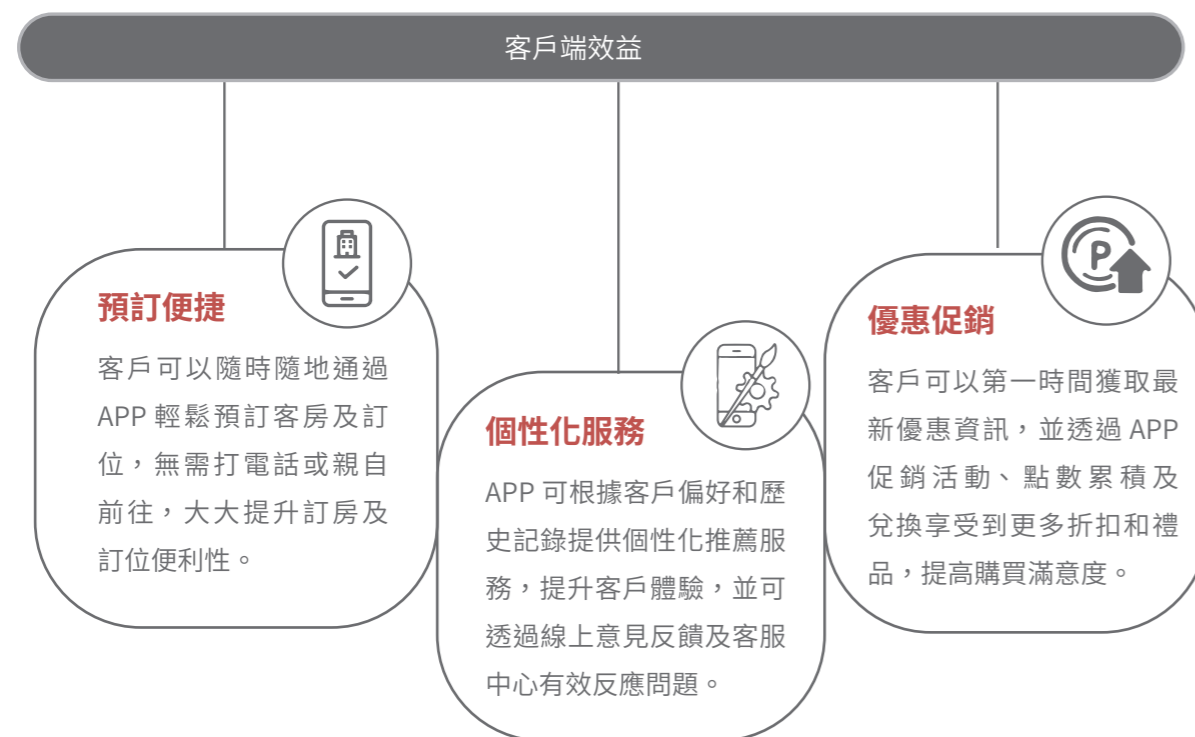 客戶端效益
預訂便捷
客戶可以隨時隨地通過
APP 輕鬆預訂客房及訂
位，無需打電話或親自
前往，大大提升訂房及
訂位便利性。
個性化服務
APP 可根據客戶偏好和歷
史記錄提供個性化推薦服
務，提升客戶體驗，並可
透過線上意見反饋及客服
中心有效反應問題。
P
優惠促銷
客戶可以第一時間獲取最
新優惠資訊，並透過 APP
促銷活動、點數累積及
兌換享受到更多折扣和禮
品，提高購買滿意度。